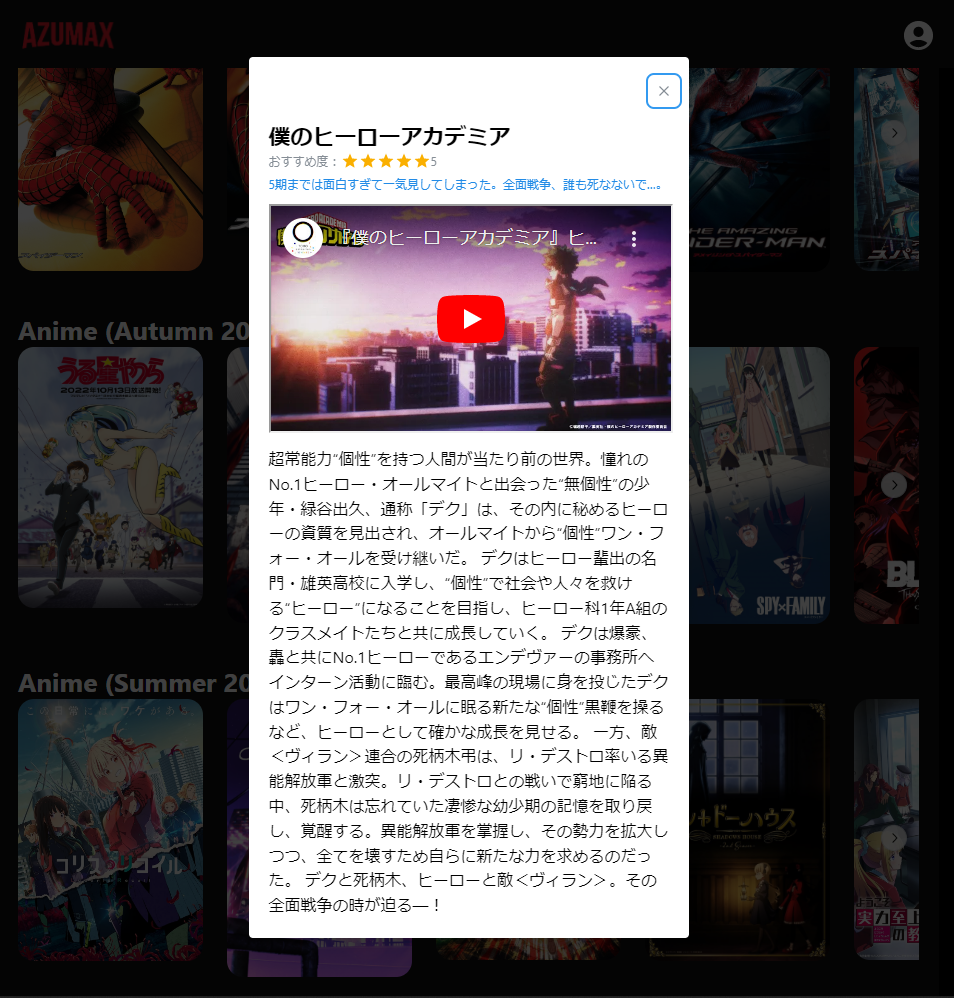 AZUMAX
僕のヒーローアカデミア
おすすめ度： 5
5期までは面白すぎて一気見してしまった。全面戦争、誰も死なないで...。
『僕のヒーローアカデミア』ヒ...
超常能力“個性”を持つ人間が当たり前の世界。憧れの
No.1ヒーロー・オールマイトと出会った“無個性”の少
年・緑谷出久、通称「デク」は、その内に秘めるヒーロ
ーの資質を見出され、オールマイトから“個性”ワン・フ
ォー・オールを受け継いだ。 デクはヒーロー輩出の名
門・雄英高校に入学し、“個性”で社会や人々を救け
る“ヒーロー”になることを目指し、ヒーロー科1年A組の
クラスメイトたちと共に成長していく。 デクは爆豪、
轟と共にNo.1ヒーローであるエンデヴァーの事務所へ
インターン活動に臨む。最高峰の現場に身を投じたデク
はワン・フォー・オールに眠る新たな“個性”黒鞭を操る
など、ヒーローとして確かな成長を見せる。 一方、敵
＜ヴィラン＞連合の死柄木弔は、リ・デストロ率いる異
能解放軍と激突。リ・デストロとの戦いで窮地に陥る
中、死柄木は忘れていた凄惨な幼少期の記憶を取り戻
し、覚醒する。異能解放軍を掌握し、その勢力を拡大し
つつ、全てを壊すため自らに新たな力を求めるのだっ
た。 デクと死柄木、ヒーローと敵＜ヴィラン＞。その
全面戦争の時が迫る―！
THE AMAZING
DER-MAN
Anime (Autumn 20
うる星やつら
2022年10月13日放送開始!
SPY×FAMILY
BL
Anime (Summer 20
リコリス・リコイル
ャドーハウス